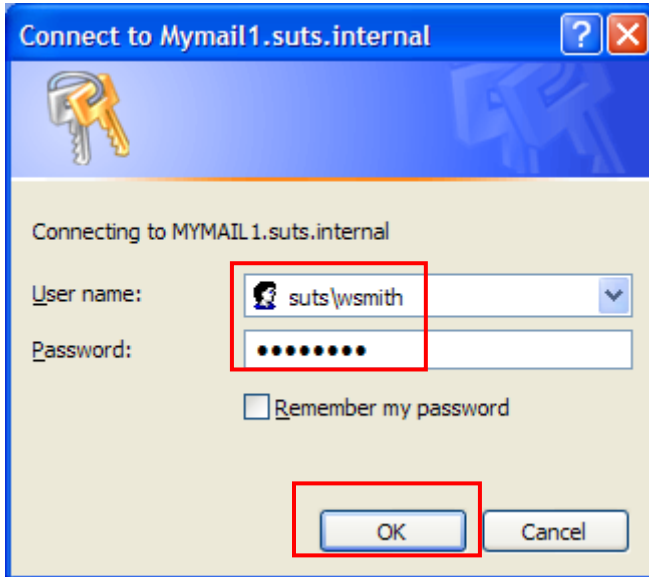 Connect to Mymail1.suts.internal
Connecting to MYMAIL1.suts.internal
User name: suts\wsmith
Password: ●●●●●●●●
Remember my password
OK Cancel